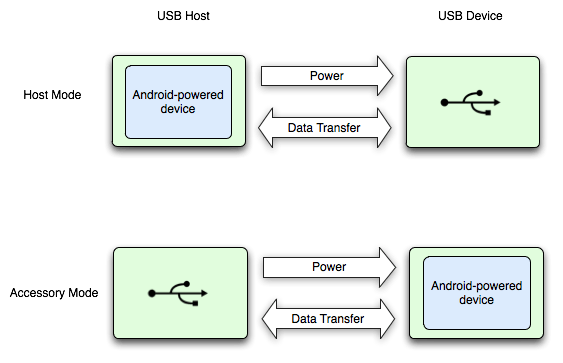 USB Host
USB Device
Host Mode
Android-powered
device
Power
Data Transfer
Accessory Mode
Power
Data Transfer
Android-powered
device